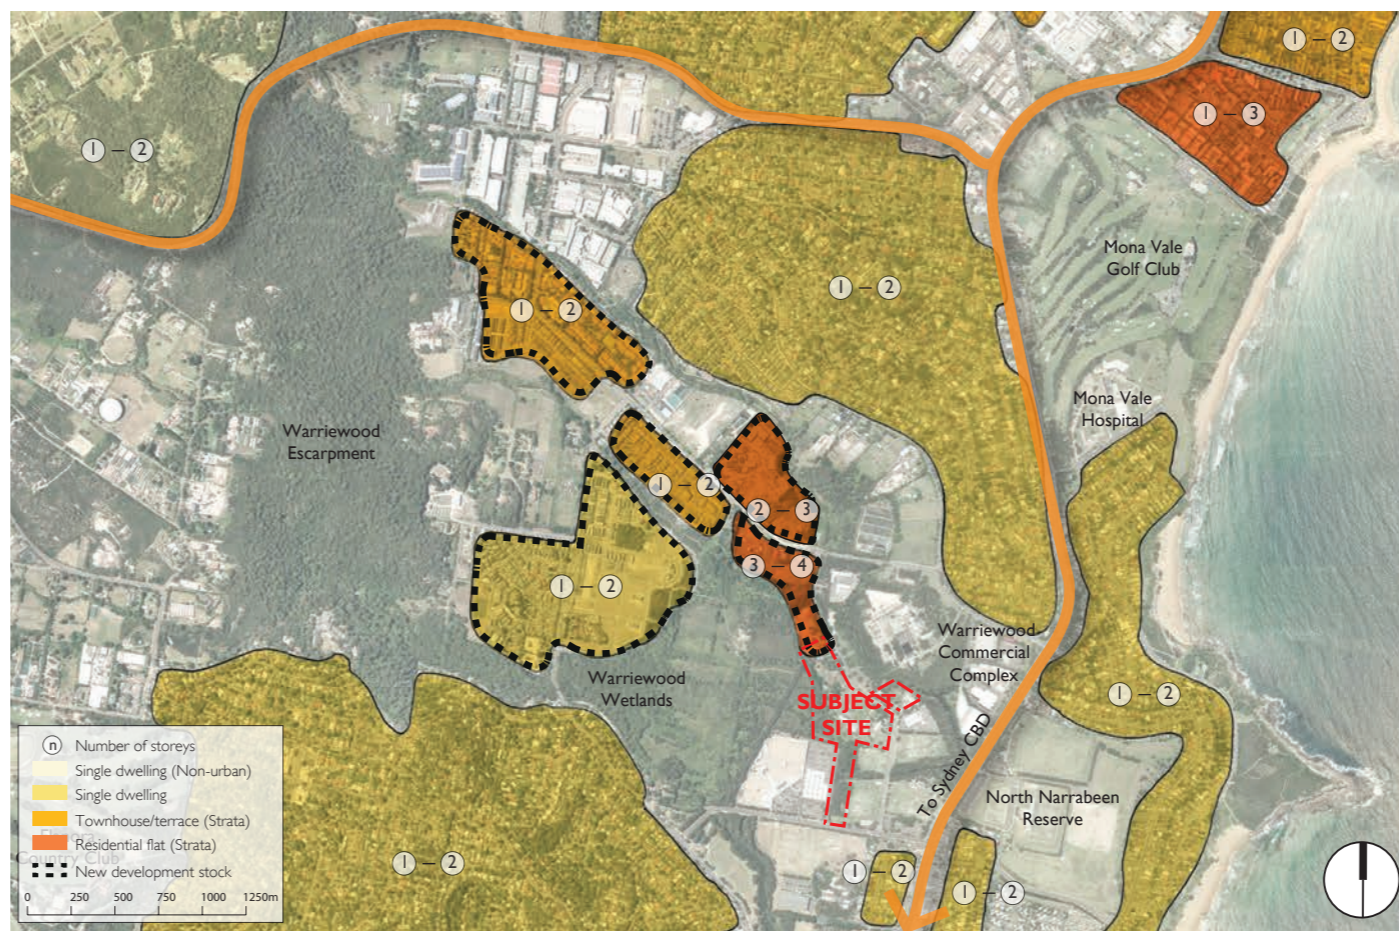 1 – 2
1 – 2
1 – 3
Mona Vale
Golf Club
1 – 2
1 – 2
Mona Vale
Hospital
Warriewood
Escarpment
1 – 2
2 – 3
3 – 4
1 – 2
Warriewood
Commercial
Complex
Warriewood
Wetlands
SUBJECT
SITE
1 – 2
To Sydney CBD
North Narrabeen
Reserve
1 – 2
1 – 2
1 – 2
n Number of storeys
Single dwelling (Non-urban)
Single dwelling
Townhouse/terrace (Strata)
Residential flat (Strata)
Country Club
New development stock
0 250 500 750 1000 1250m